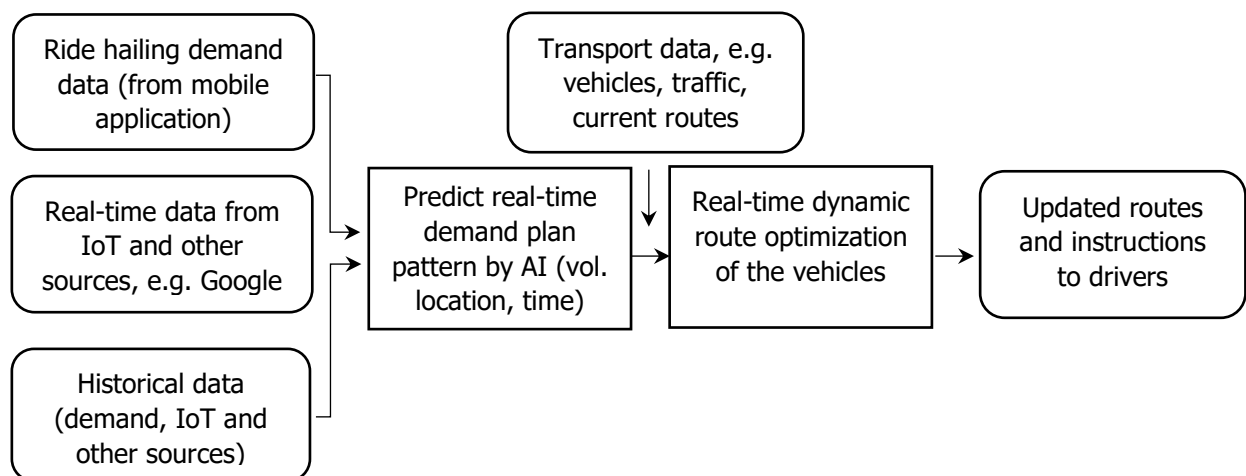 Ride hailing demand
data (from mobile
application)
Transport data, e.g.
vehicles, traffic,
current routes
Real-time data from
IoT and other
sources, e.g. Google
Predict real-time
demand plan
pattern by AI (vol.
location, time)
Real-time dynamic
route optimization
of the vehicles
Updated routes
and instructions
to drivers
Historical data
(demand, IoT and
other sources)